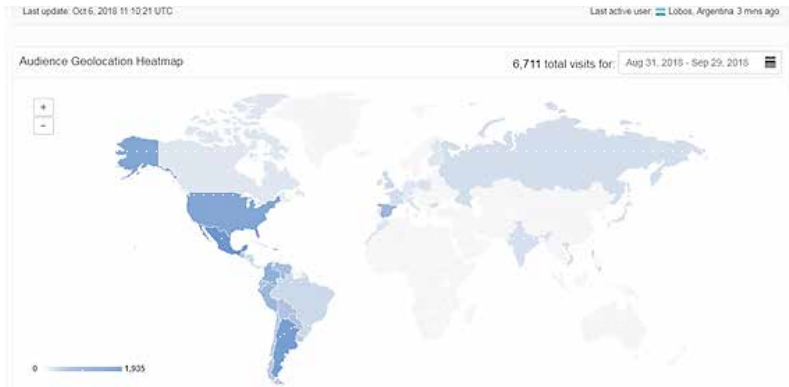 Last update: Oct 6, 2018 11:10:21 UTC
Last active user: Lobos, Argentina 3 mins ago
Audience Geolocation Heatmap
6,711 total visits for: Aug 31, 2018 - Sep 29, 2018
+
-
0
1,935